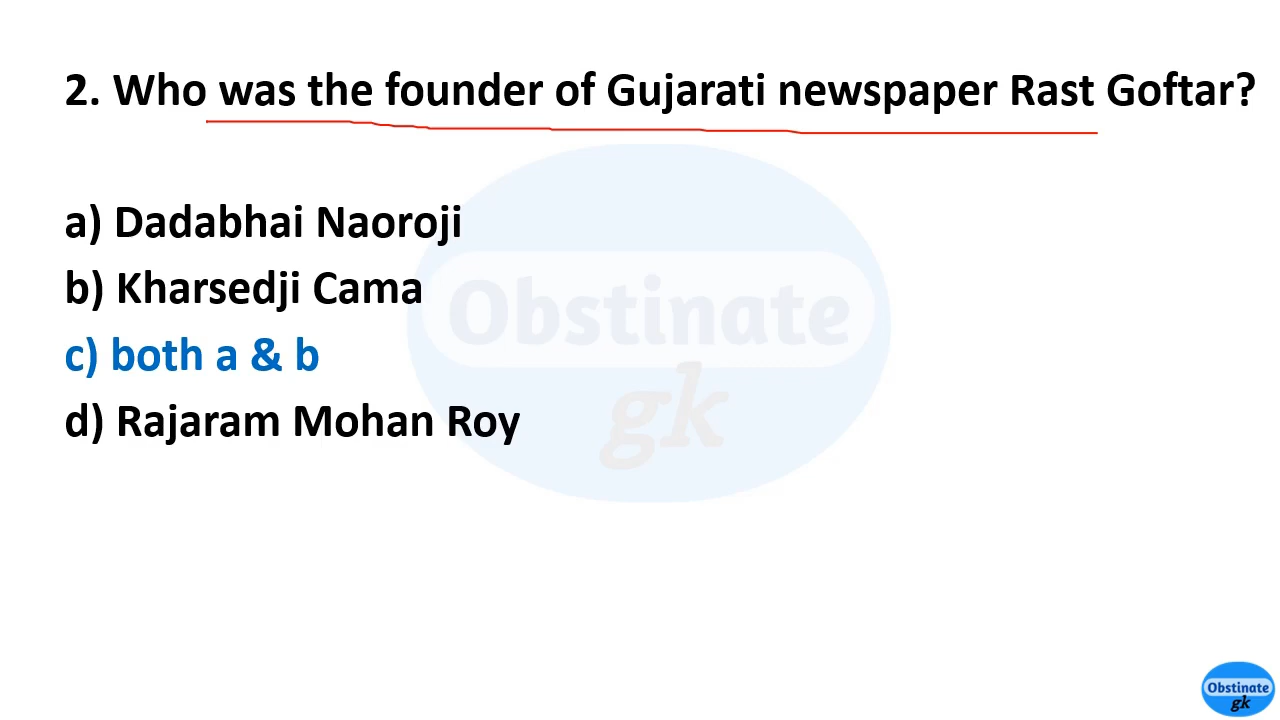 2. Who was the founder of Gujarati newspaper Rast Goftar?
a) Dadabhai Naoroji
b) Kharsedji Cama
c) both a & b
d) Rajaram Mohan Roy
Obstinate
gk
Obstinate
gk